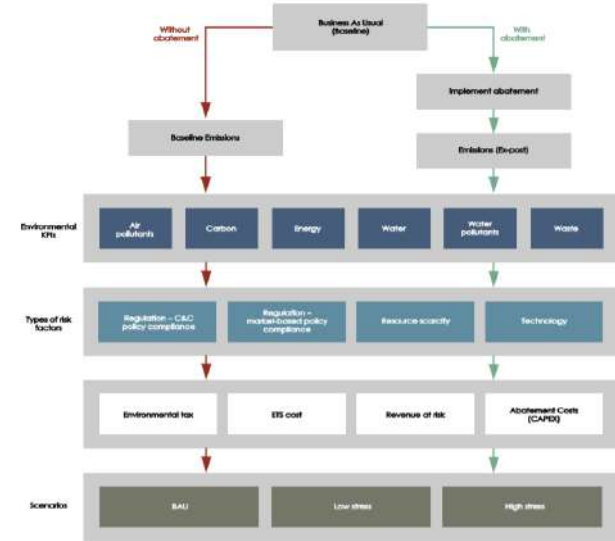 Business As Usual
(Baseline)
Without
abatement
With
abatement
Implement abatement
Baseline Emissions
Emissions (Ex-post)
Environmental
KPIs
Air
pollutants
Carbon
Energy
Water
Water
pollutants
Waste
Types of risk
factors
Regulation – C&C
policy compliance
Regulation –
market-based policy
compliance
Resource scarcity
Technology
Environmental tax
ETS cost
Revenue at risk
Abatement Costs
(CAPEX)
Scenarios
BAU
Low stress
High stress